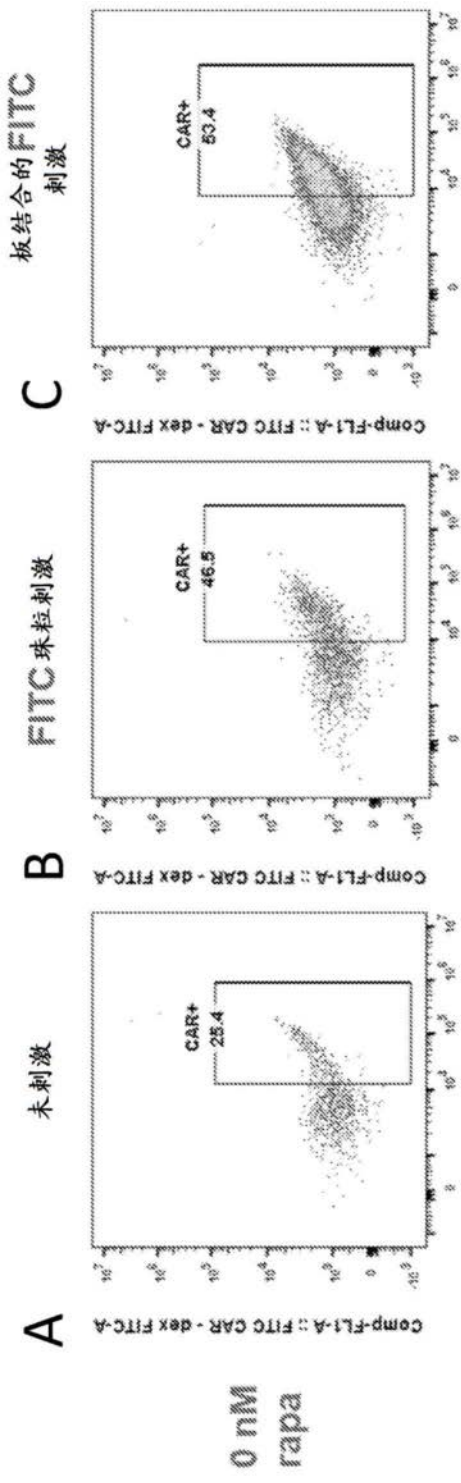 0 nM
rapa
A
未刺激
CAR+
25.4
Comp-FL1-A :: FITC CAR - dex FITC-A
B
FITC珠粒刺激
CAR+
46.5
Comp-FL1-A :: FITC CAR - dex FITC-A
C
板结合的FITC
刺激
CAR+
53.4
Comp-FL1-A :: FITC CAR - dex FITC-A